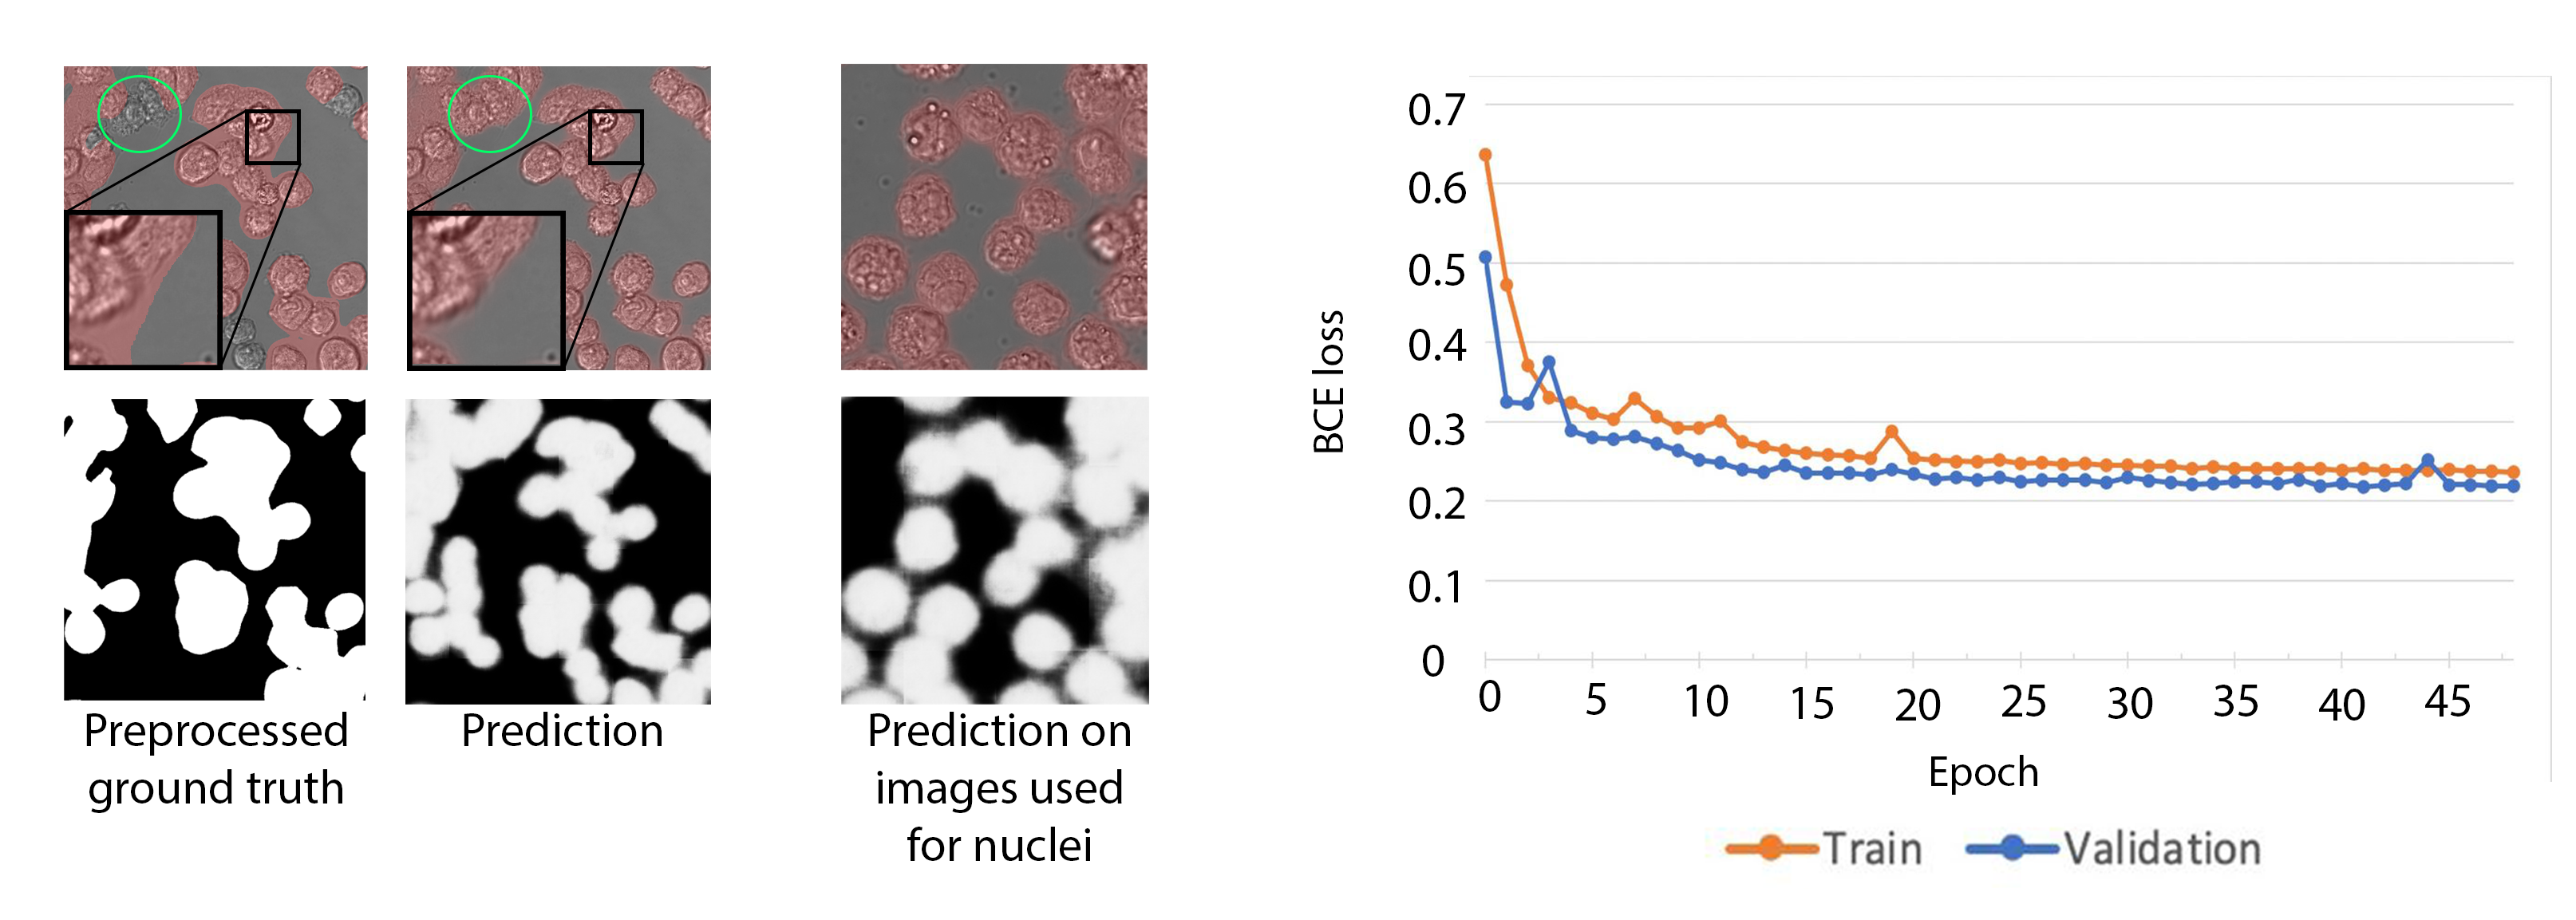 Preprocessed
ground truth
Prediction
Prediction on
images used
for nuclei
BCE loss
0.7
0.6
0.5
0.4
0.3
0.2
0.1
0
0 5 10 15 20 25 30 35 40 45
Epoch
Train Validation